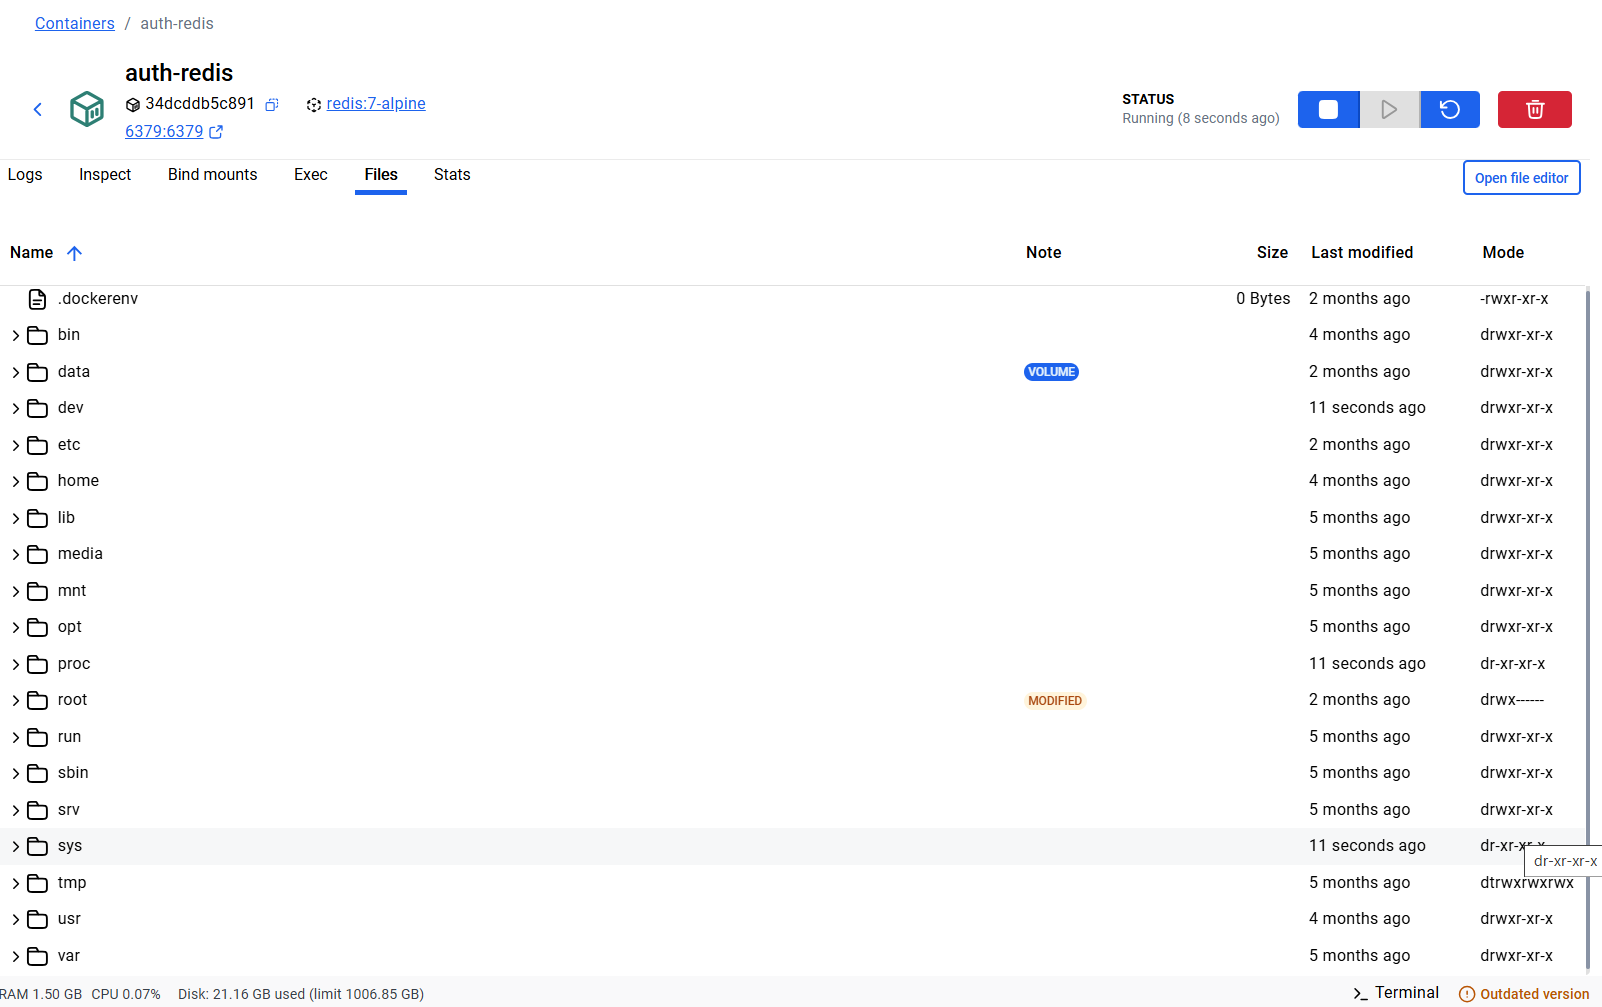 Containers / auth-redis
auth-redis
34dcddb5c891 redis:7-alpine
6379:6379
STATUS
Running (8 seconds ago)
Logs Inspect Bind mounts Exec Files Stats Open file editor
Name Note Size Last modified Mode
.dockerenv 0 Bytes 2 months ago -rwxr-xr-x
bin 4 months ago drwxr-xr-x
data VOLUME 2 months ago drwxr-xr-x
dev 11 seconds ago drwxr-xr-x
etc 2 months ago drwxr-xr-x
home 4 months ago drwxr-xr-x
lib 5 months ago drwxr-xr-x
media 5 months ago drwxr-xr-x
mnt 5 months ago drwxr-xr-x
opt 5 months ago drwxr-xr-x
proc 11 seconds ago dr-xr-xr-x
root MODIFIED 2 months ago drwx------
run 5 months ago drwxr-xr-x
sbin 5 months ago drwxr-xr-x
srv 5 months ago drwxr-xr-x
sys 11 seconds ago dr-xr-xr-x
dr-xr-xr-x
tmp 5 months ago dtrwxrwxrwx
usr 4 months ago drwxr-xr-x
var 5 months ago drwxr-xr-x
RAM 1.50 GB CPU 0.07% Disk: 21.16 GB used (limit 1006.85 GB) Terminal Outdated version